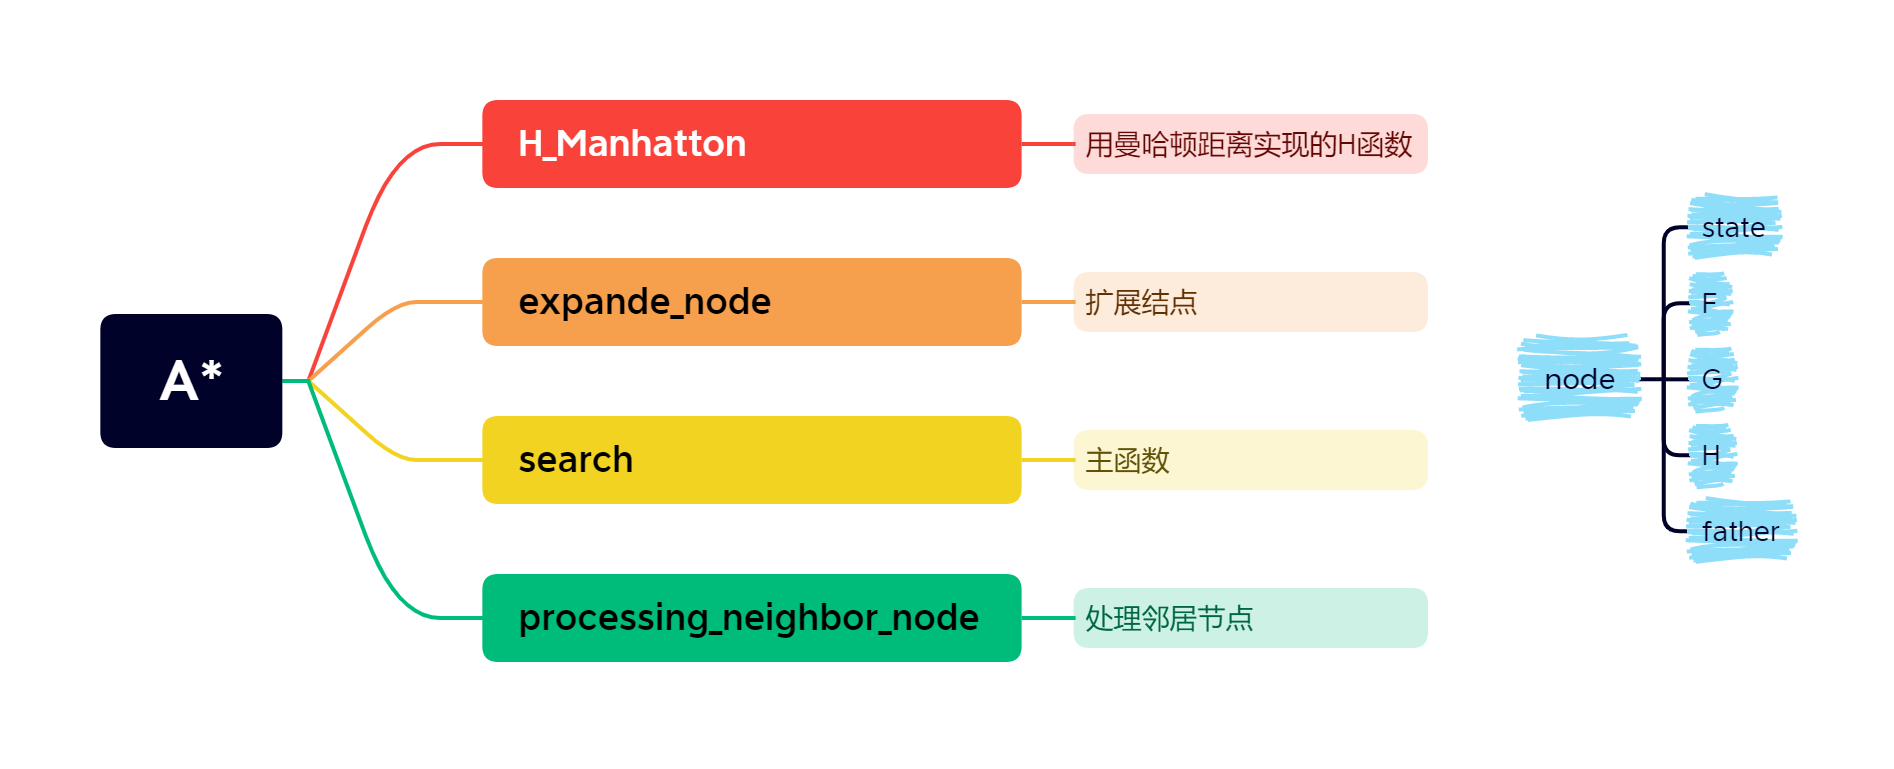 A*
H_Manhatton
用曼哈顿距离实现的H函数
expande_node
扩展结点
search
主函数
processing_neighbor_node
处理邻居节点
node
state
F
G
H
father